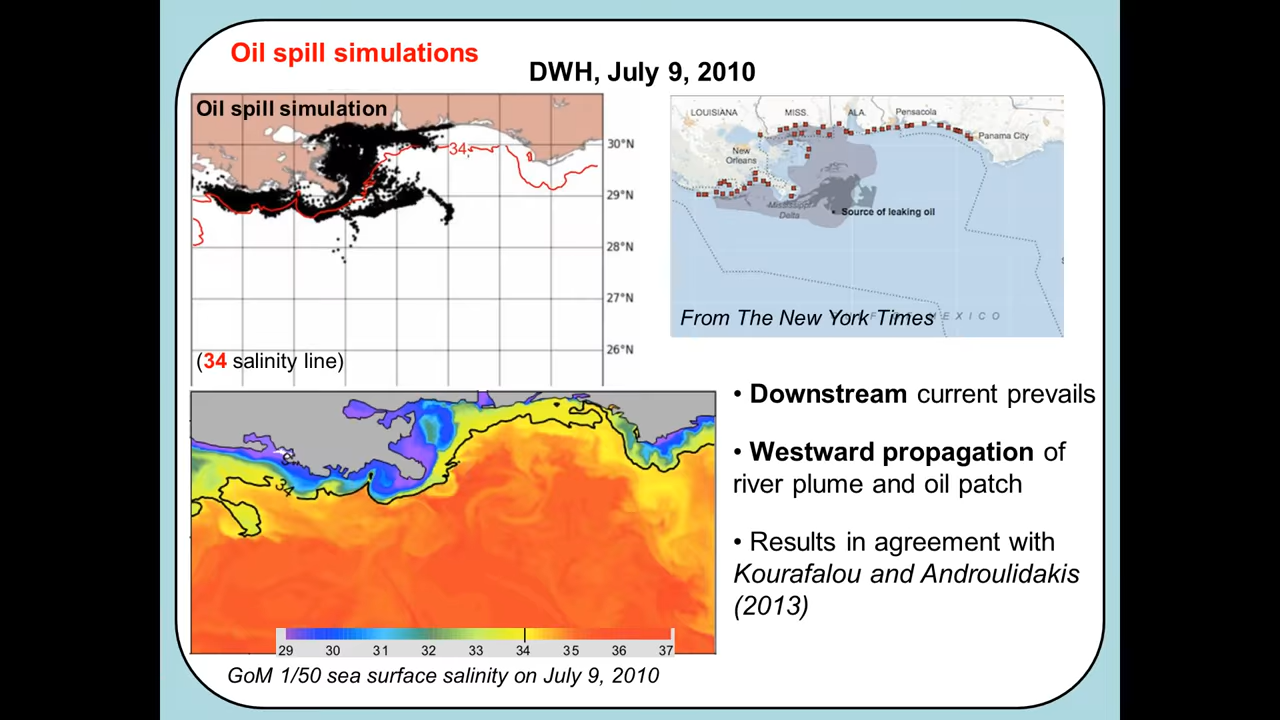 Oil spill simulations
DWH, July 9, 2010
Oil spill simulation
34
30°N
29°N
28°N
27°N
26°N
(34 salinity line)
LOUISIANA
MISS.
ALA.
Pensacola
Panama City
New
Orleans
Mississippi
Delta
Source of leaking oil
From The New York Times
MEXICO
• Downstream current prevails
• Westward propagation of
river plume and oil patch
• Results in agreement with
Kourafalou and Androulidakis
(2013)
34
29 30 31 32 33 34 35 36 37
GoM 1/50 sea surface salinity on July 9, 2010